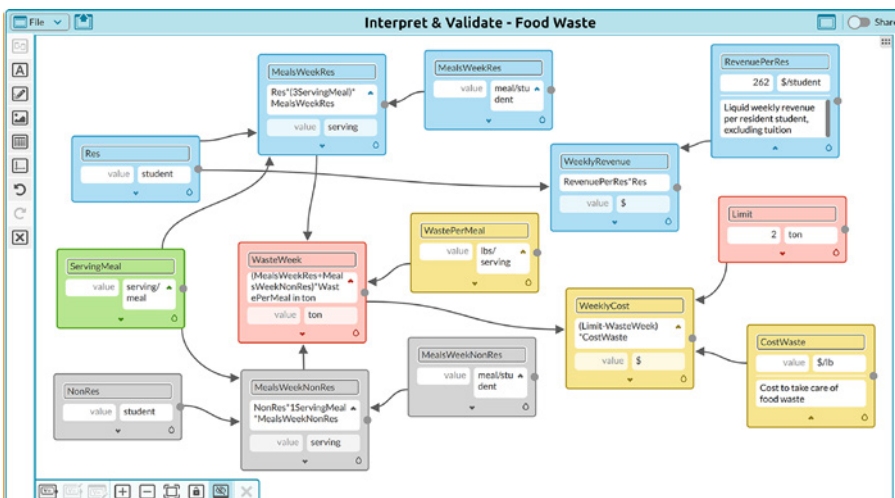 File
Interpret & Validate - Food Waste
Share
MealsWeekRes
Res*(3ServingMeal)*
MealsWeekRes
value serving
MealsWeekRes
value meal/stu
dent
RevenuePerRes
262 $/student
Liquid weekly revenue
per resident student,
excluding tuition
Res
value student
WeeklyRevenue
RevenuePerRes*Res
value $
Limit
2 ton
WastePerMeal
value lbs/
serving
ServingMeal
value serving/
meal
WasteWeek
(MealsWeekRes+Meal
sWeekNonRes)*Wast
ePerMeal in ton
value ton
WeeklyCost
(Limit-WasteWeek)
*CostWaste
value $
CostWaste
value $/lb
Cost to take care of
food waste
MealsWeekNonRes
value meal/stu
dent
NonRes
value student
MealsWeekNonRes
NonRes*1ServingMeal
*MealsWeekNonRes
value serving